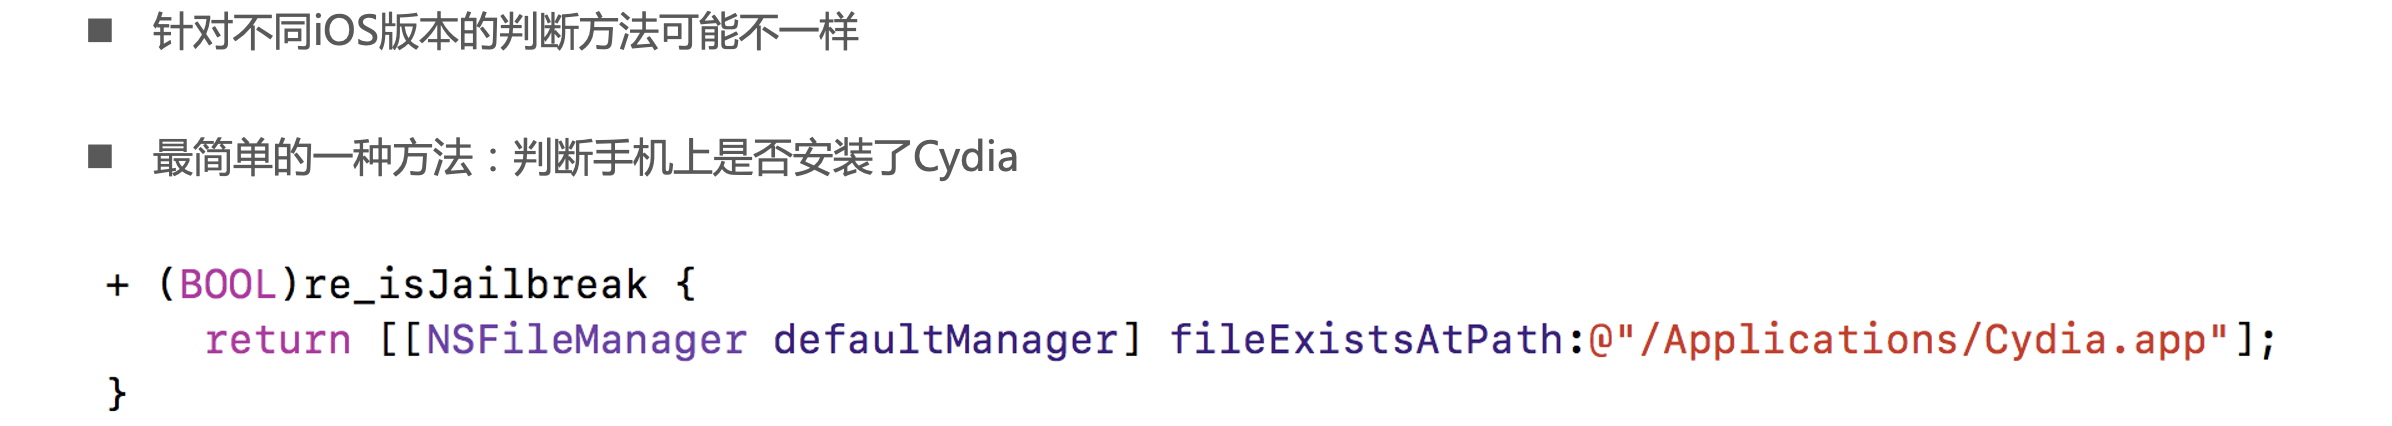 ■ 针对不同iOS版本的判断方法可能不一样
■ 最简单的一种方法：判断手机上是否安装了Cydia
+ (BOOL)re_isJailbreak {
    return [[NSFileManager defaultManager] fileExistsAtPath:@"/Applications/Cydia.app"];
}